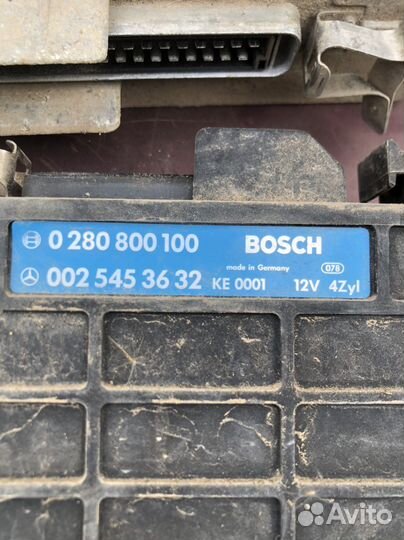 0 280 800 100 BOSCH
made in Germany 078
002 545 36 32 KE 0001 12V 4Zyl
Avito